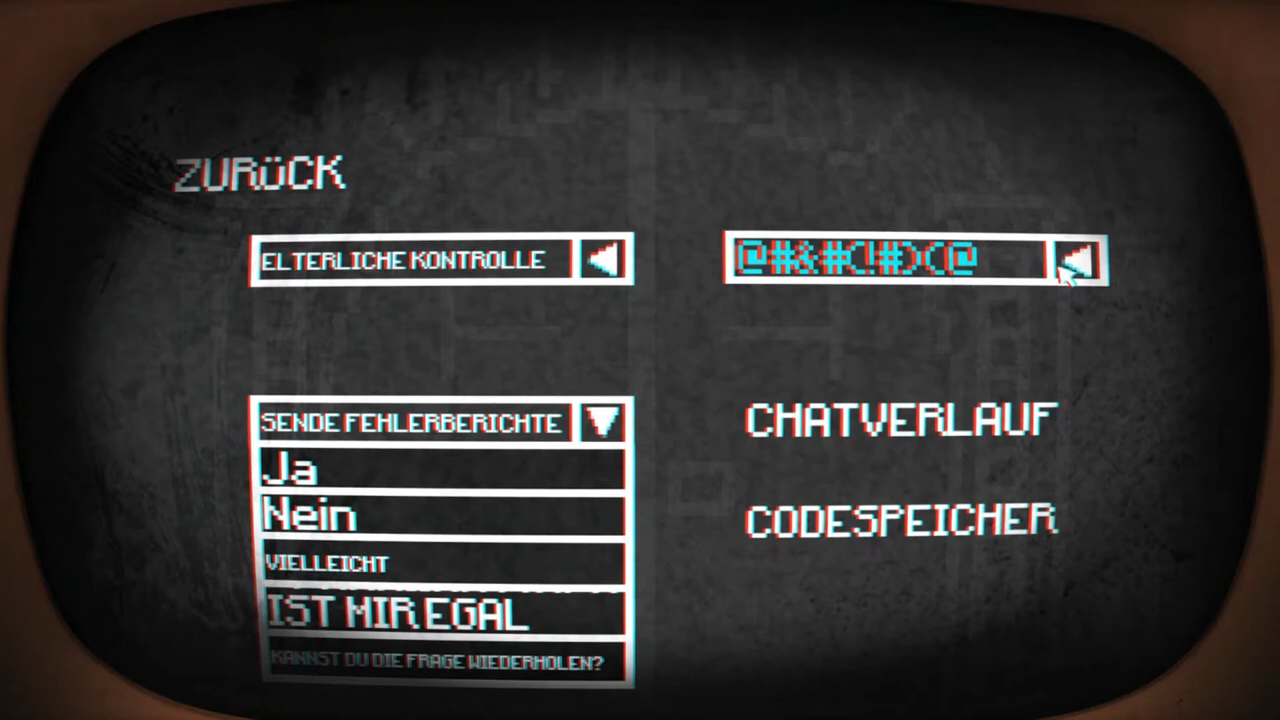 ZURüCK
ELTERLICHE KONTROLLE
@#&#(!#)(@
SENDE FEHLERBERICHTE
Ja
Nein
VIELLEICHT
IST MIR EGAL
KANNST DU DIE FRAGE WIEDERHOLEN?
CHATVERLAUF
CODESPEICHER